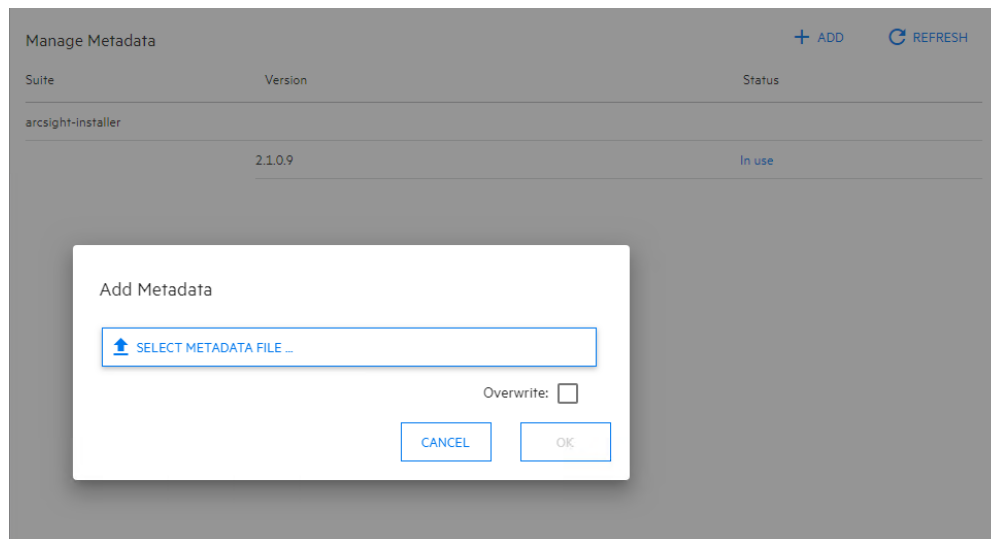 Manage Metadata
+ ADD
REFRESH
Suite Version Status
arcsight-installer
2.1.0.9 In use
Add Metadata
SELECT METADATA FILE ...
Overwrite:
CANCEL OK